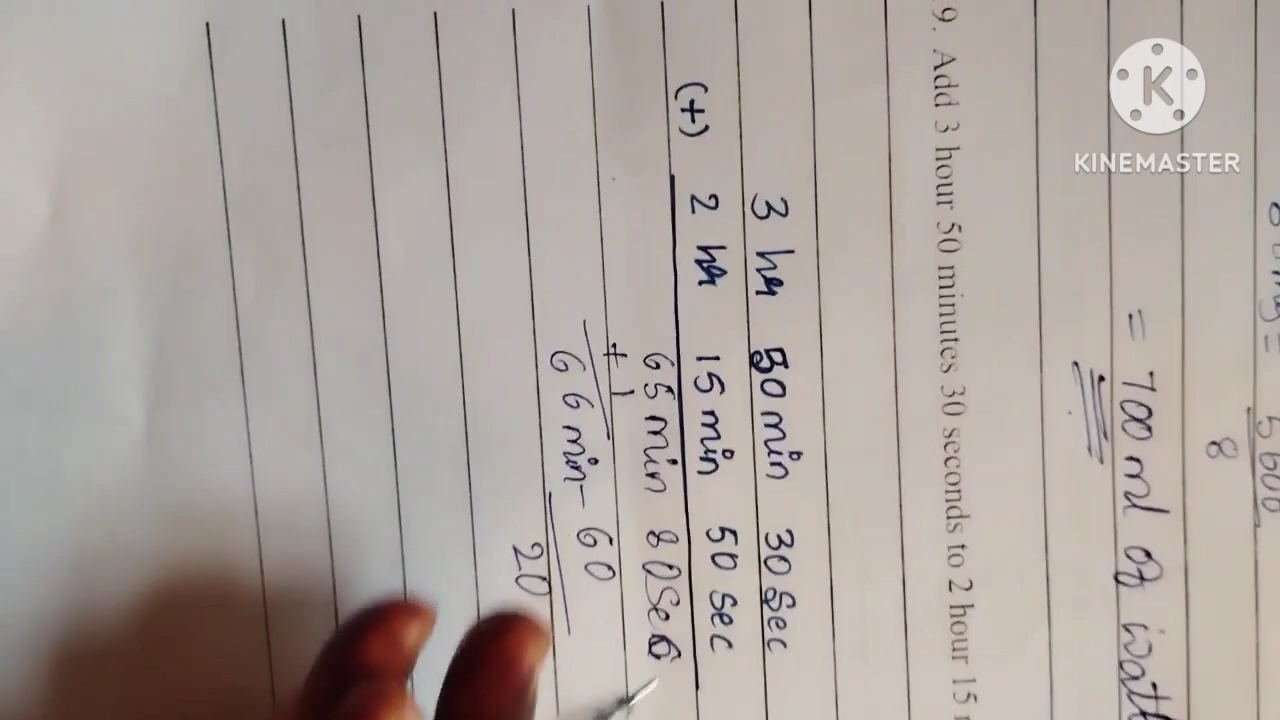 5600
8
= 700 ml of
9. Add 3 hour 50 minutes 30 seconds to 2 hour 15
3 hr 50 min 30 sec
(+) 2 hr 15 min 50 sec
65 min 80 sec
+ 1 - 60
66 min 20
KINEMASTER